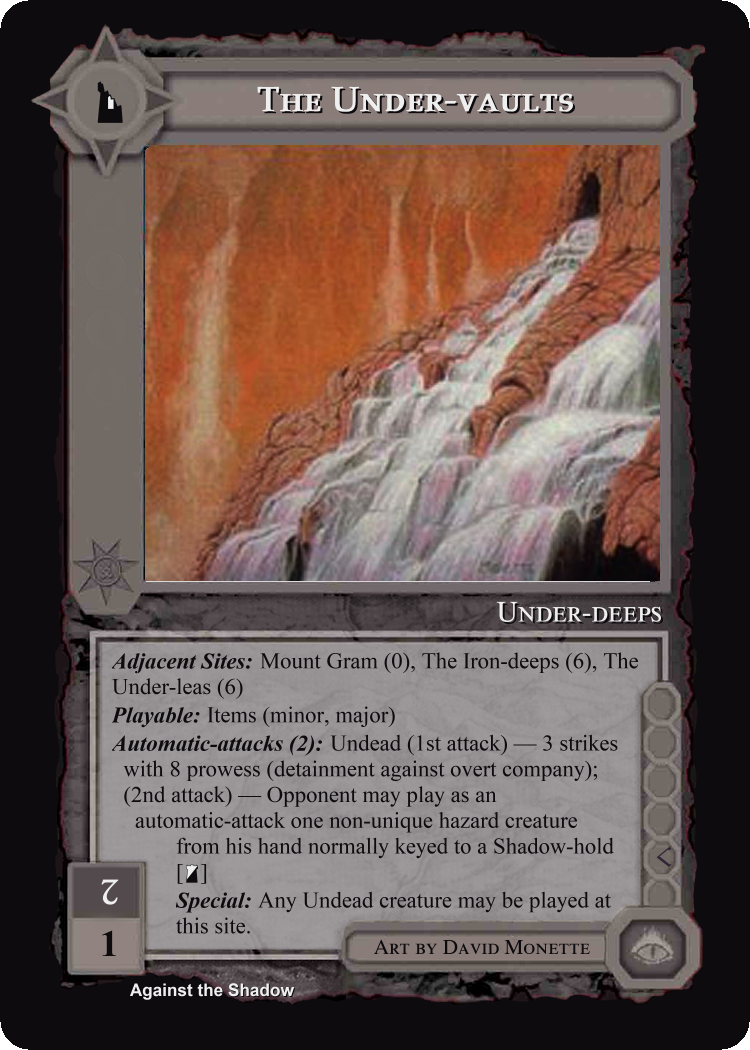 The Under-vaults
Under-deeps
Adjacent Sites: Mount Gram (0), The Iron-deeps (6), The
Under-leas (6)
Playable: Items (minor, major)
Automatic-attacks (2): Undead (1st attack) — 3 strikes
with 8 prowess (detainment against overt company);
(2nd attack) — Opponent may play as an
automatic-attack one non-unique hazard creature
from his hand normally keyed to a Shadow-hold
[]
Special: Any Undead creature may be played at
this site.
2
1
Art by David Monette
Against the Shadow